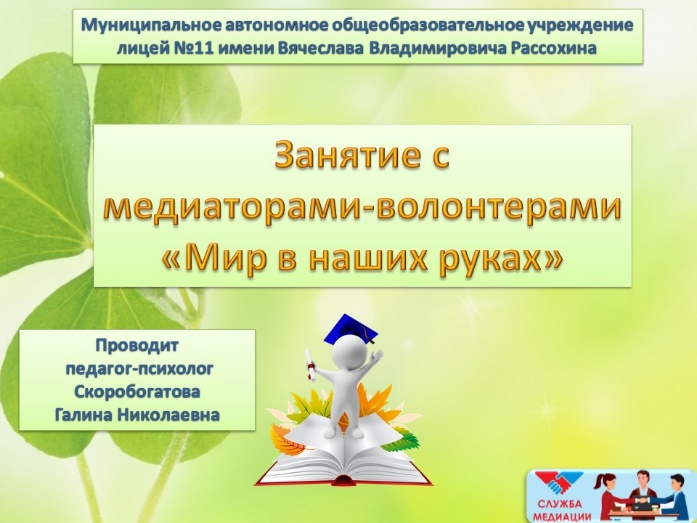 Муниципальное автономное общеобразовательное учреждение
лицей №11 имени Вячеслава Владимировича Рассохина
Занятие с
медиаторами-волонтерами
«Мир в наших руках»
Проводит
педагог-психолог
Скоробогатова
Галина Николаевна
СЛУЖБА
МЕДИАЦИИ